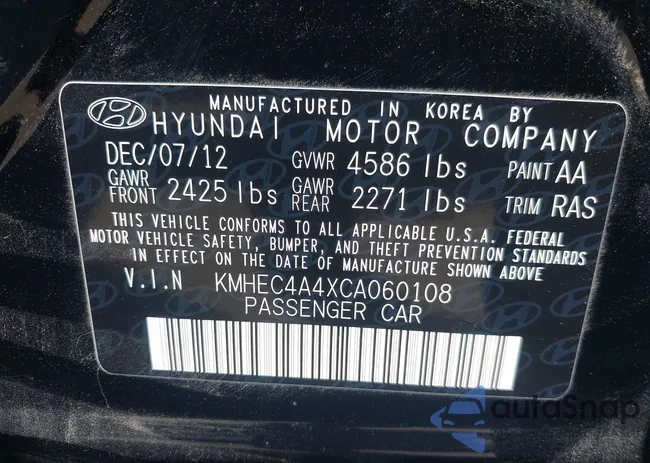 MANUFACTURED IN KOREA BY
HYUNDAI MOTOR COMPANY
DEC/07/12 GVWR 4586 lbs PAINT AA
GAWR FRONT 2425 lbs GAWR REAR 2271 lbs TRIM RAS
THIS VEHICLE CONFORMS TO ALL APPLICABLE U.S.A. FEDERAL
MOTOR VEHICLE SAFETY, BUMPER, AND THEFT PREVENTION STANDARDS
IN EFFECT ON THE DATE OF MANUFACTURE SHOWN ABOVE
V.I.N KMHEC4A4XCA060108
PASSENGER CAR
autoSnap